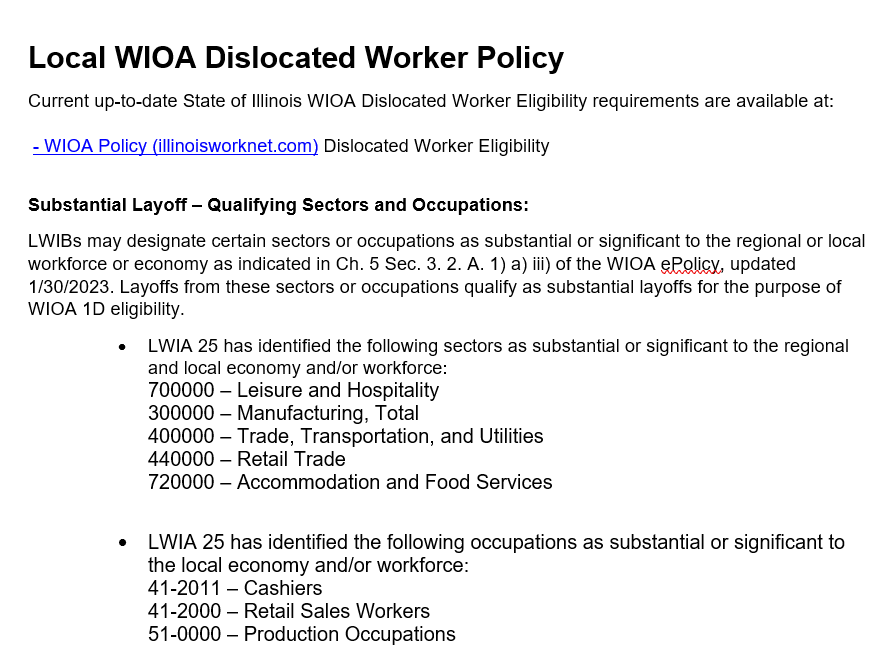 Local WIOA Dislocated Worker Policy
Current up-to-date State of Illinois WIOA Dislocated Worker Eligibility requirements are available at:
- WIOA Policy (illinoisworknet.com) Dislocated Worker Eligibility
Substantial Layoff – Qualifying Sectors and Occupations:
LWIBs may designate certain sectors or occupations as substantial or significant to the regional or local
workforce or economy as indicated in Ch. 5 Sec. 3. 2. A. 1) a) iii) of the WIOA ePolicy, updated
1/30/2023. Layoffs from these sectors or occupations qualify as substantial layoffs for the purpose of
WIOA 1D eligibility.
• LWIA 25 has identified the following sectors as substantial or significant to the regional
and local economy and/or workforce:
700000 – Leisure and Hospitality
300000 – Manufacturing, Total
400000 – Trade, Transportation, and Utilities
440000 – Retail Trade
720000 – Accommodation and Food Services
• LWIA 25 has identified the following occupations as substantial or significant to
the local economy and/or workforce:
41-2011 – Cashiers
41-2000 – Retail Sales Workers
51-0000 – Production Occupations